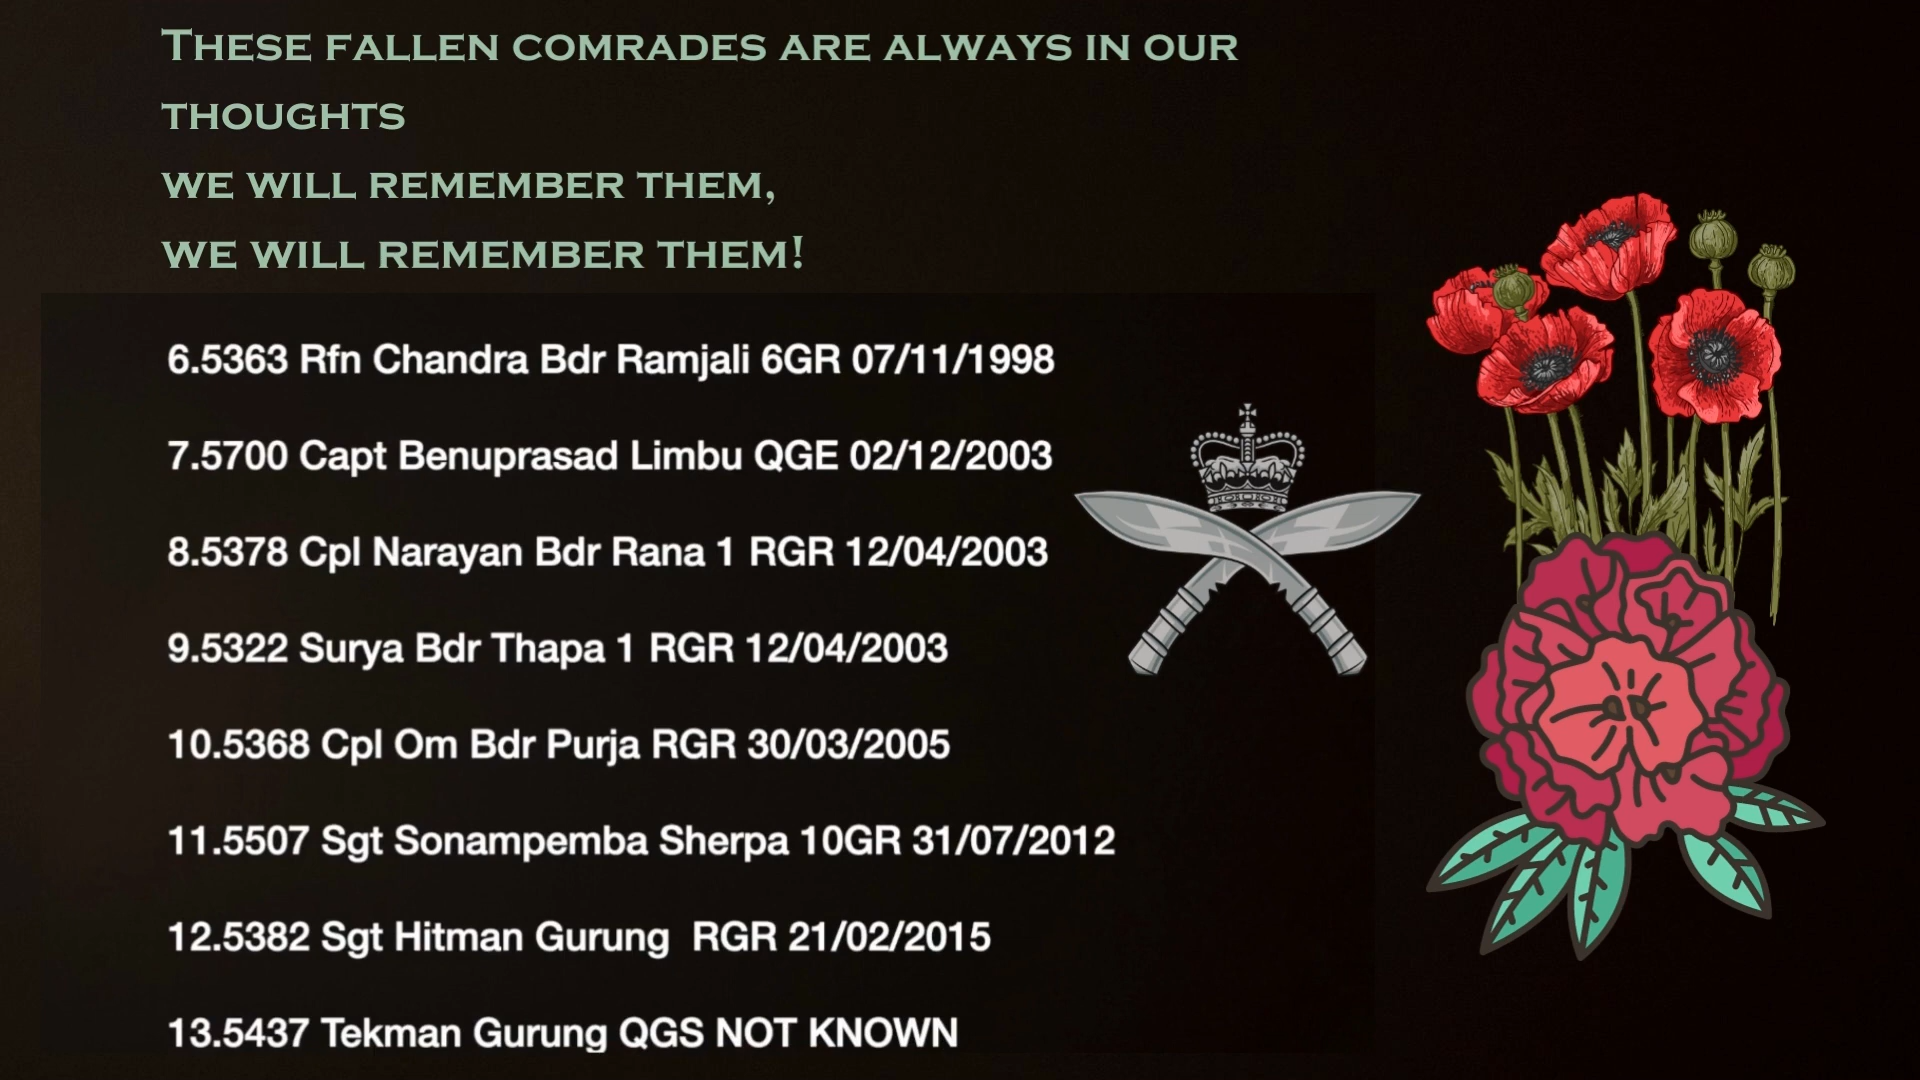 These fallen comrades are always in our
thoughts
we will remember them,
we will remember them!
6.5363 Rfn Chandra Bdr Ramjali 6GR 07/11/1998
7.5700 Capt Benuprasad Limbu QGE 02/12/2003
8.5378 Cpl Narayan Bdr Rana 1 RGR 12/04/2003
9.5322 Surya Bdr Thapa 1 RGR 12/04/2003
10.5368 Cpl Om Bdr Purja RGR 30/03/2005
11.5507 Sgt Sonampemba Sherpa 10GR 31/07/2012
12.5382 Sgt Hitman Gurung  RGR 21/02/2015
13.5437 Tekman Gurung QGS NOT KNOWN